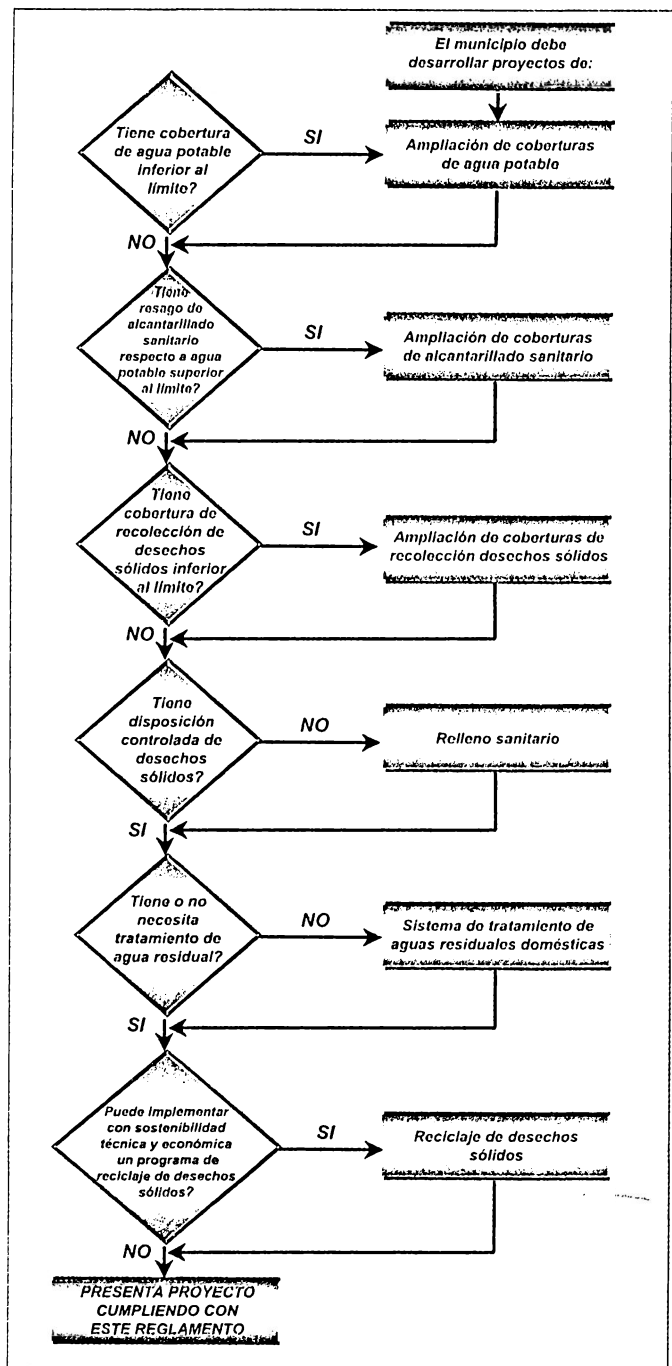 El municipio debe
desarrollar proyectos de:
Tiene cobertura
de agua potable
inferior al
límite?
SI
Ampliación de coberturas
de agua potable
NO
Tiene
resago de
alcantarillado
sanitario
respecto a agua
potable superior
al límite?
SI
Ampliación de coberturas
de alcantarillado sanitario
NO
Tiene
cobertura de
recolección de
desechos
sólidos inferior
al límite?
SI
Ampliación de coberturas de
recolección desechos sólidos
NO
Tiene
disposición
controlada de
desechos
sólidos?
NO
Relleno sanitario
SI
Tiene o no
necesita
tratamiento de
agua residual?
NO
Sistema de tratamiento de
aguas residuales domésticas
SI
Puede implementar
con sostenibilidad
técnica y económica
un programa de
reciclaje de desechos
sólidos?
SI
Reciclaje de desechos
sólidos
NO
PRESENTA PROYECTO
CUMPLIENDO CON
ESTE REGLAMENTO